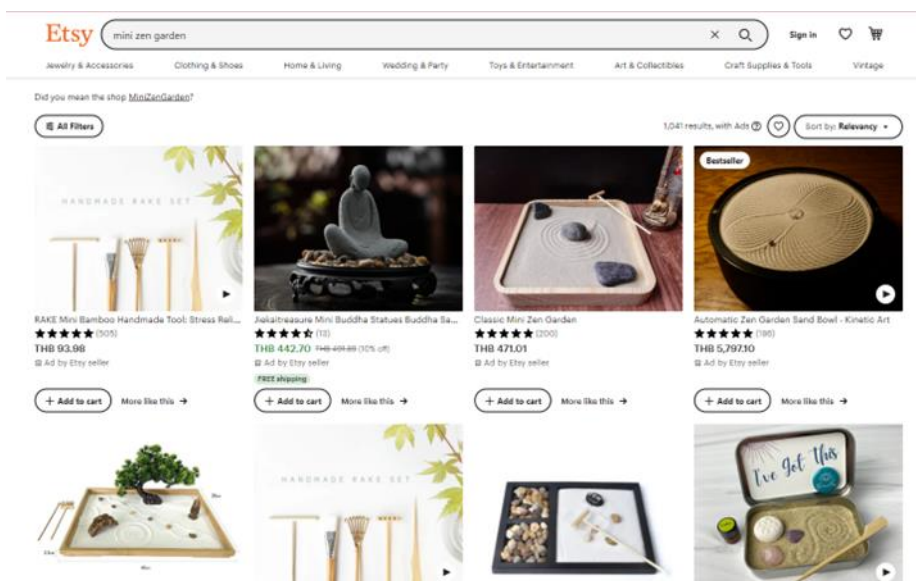 Etsy
mini zen garden
Sign in
Jewelry & Accessories
Clothing & Shoes
Home & Living
Wedding & Party
Toys & Entertainment
Art & Collectibles
Craft Supplies & Tools
Vintage
Did you mean the shop MiniZenGarden?
All Filters
1,041 results, with Ads
Sort by: Relevancy
HANDMADE RAKE SET
Bestseller
RAKE Mini Bamboo Handmade Tool: Stress Reli...
(505)
THB 93.98
Ad by Etsy seller
Jiekaitreasure Mini Buddha Statues Buddha Sa...
(13)
THB 442.70 THB 491.89 (10% off)
Ad by Etsy seller
FREE shipping
Classic Mini Zen Garden
(200)
THB 471.01
Ad by Etsy seller
Automatic Zen Garden Sand Bowl - Kinetic Art
(186)
THB 5,797.10
Ad by Etsy seller
+ Add to cart More like this →
+ Add to cart More like this →
+ Add to cart More like this →
+ Add to cart More like this →
HANDMADE RAKE SET
I've Got This